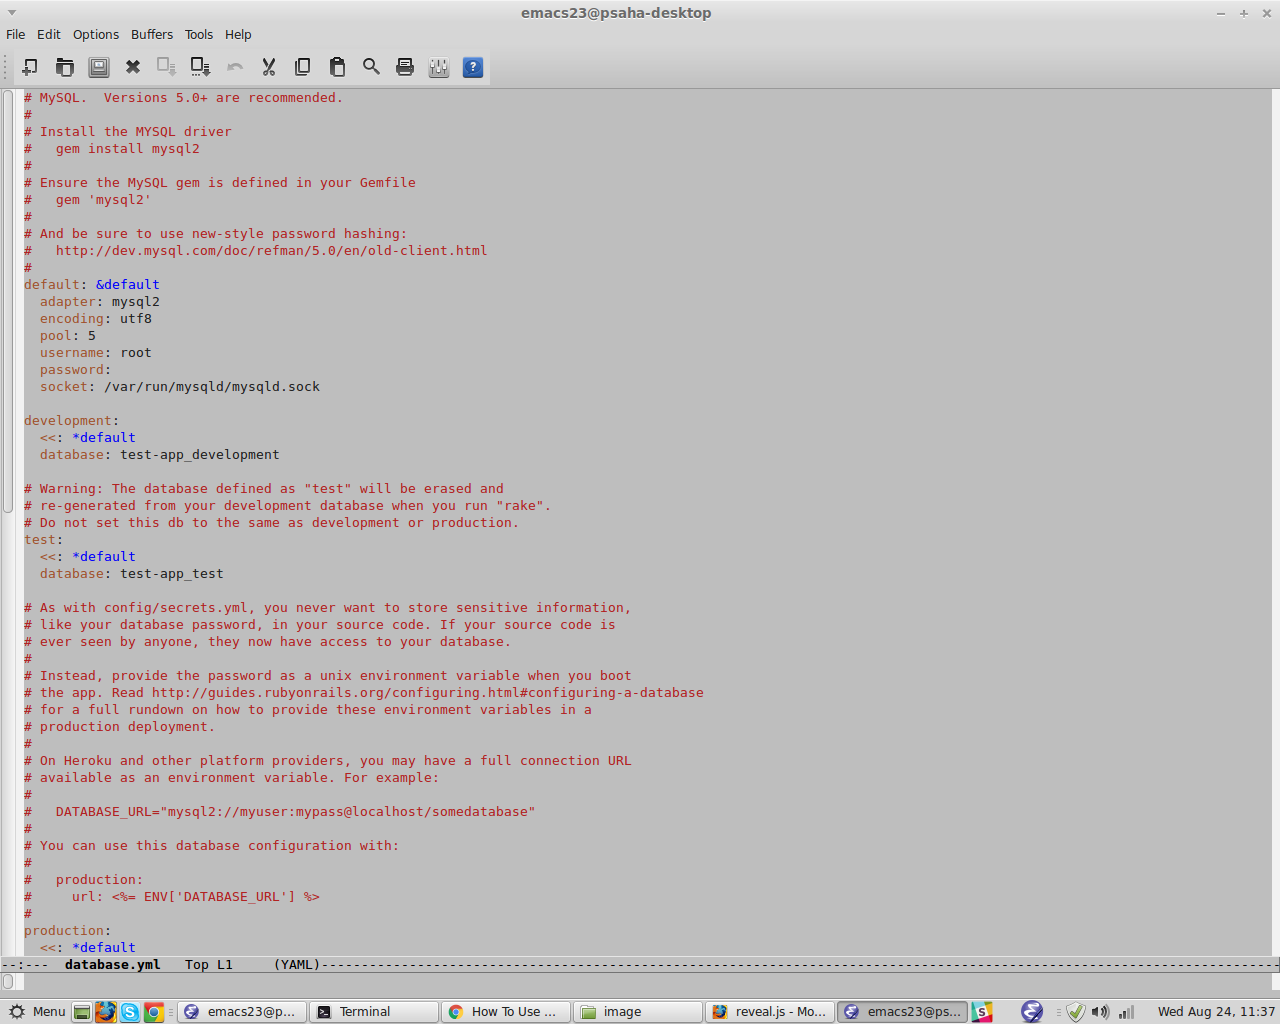 emacs23@psaha-desktop
File Edit Options Buffers Tools Help
# MySQL.  Versions 5.0+ are recommended.
#
# Install the MYSQL driver
#   gem install mysql2
#
# Ensure the MySQL gem is defined in your Gemfile
#   gem 'mysql2'
#
# And be sure to use new-style password hashing:
#   http://dev.mysql.com/doc/refman/5.0/en/old-client.html
#
default: &default
  adapter: mysql2
  encoding: utf8
  pool: 5
  username: root
  password:
  socket: /var/run/mysqld/mysqld.sock

development:
  <<: *default
  database: test-app_development

# Warning: The database defined as "test" will be erased and
# re-generated from your development database when you run "rake".
# Do not set this db to the same as development or production.
test:
  <<: *default
  database: test-app_test

# As with config/secrets.yml, you never want to store sensitive information,
# like your database password, in your source code. If your source code is
# ever seen by anyone, they now have access to your database.
#
# Instead, provide the password as a unix environment variable when you boot
# the app. Read http://guides.rubyonrails.org/configuring.html#configuring-a-database
# for a full rundown on how to provide these environment variables in a
# production deployment.
#
# On Heroku and other platform providers, you may have a full connection URL
# available as an environment variable. For example:
#
#   DATABASE_URL="mysql2://myuser:mypass@localhost/somedatabase"
#
# You can use this database configuration with:
#
#   production:
#     url: <%= ENV['DATABASE_URL'] %>
#
production:
  <<: *default
--:---  database.yml   Top L1     (YAML)------------------------------------------------------------
Menu emacs23@p... Terminal How To Use ... image reveal.js - Mo... emacs23@ps... Wed Aug 24, 11:37